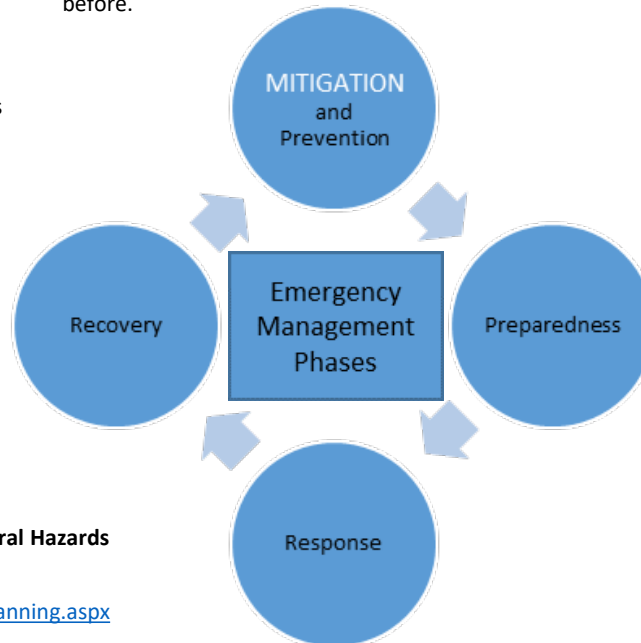 before.
s
MITIGATION
and
Prevention
Recovery
Emergency
Management
Phases
Preparedness
Response
ral Hazards
anning.aspx